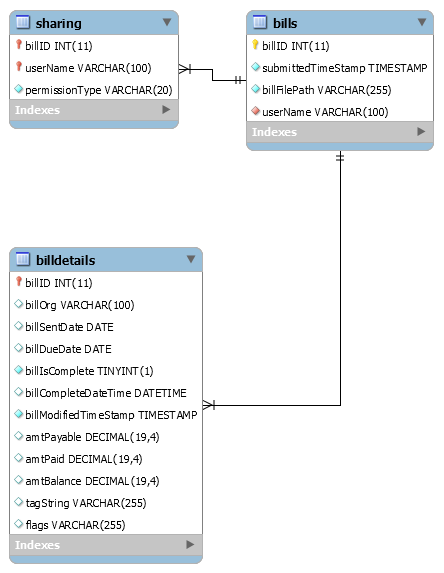 sharing
billID INT(11)
userName VARCHAR(100)
permissionType VARCHAR(20)
Indexes
bills
billID INT(11)
submittedTimeStamp TIMESTAMP
billFilePath VARCHAR(255)
userName VARCHAR(100)
Indexes
billdetails
billID INT(11)
billOrg VARCHAR(100)
billSentDate DATE
billDueDate DATE
billIsComplete TINYINT(1)
billCompleteDateTime DATETIME
billModifiedTimeStamp TIMESTAMP
amtPayable DECIMAL(19,4)
amtPaid DECIMAL(19,4)
amtBalance DECIMAL(19,4)
tagString VARCHAR(255)
flags VARCHAR(255)
Indexes